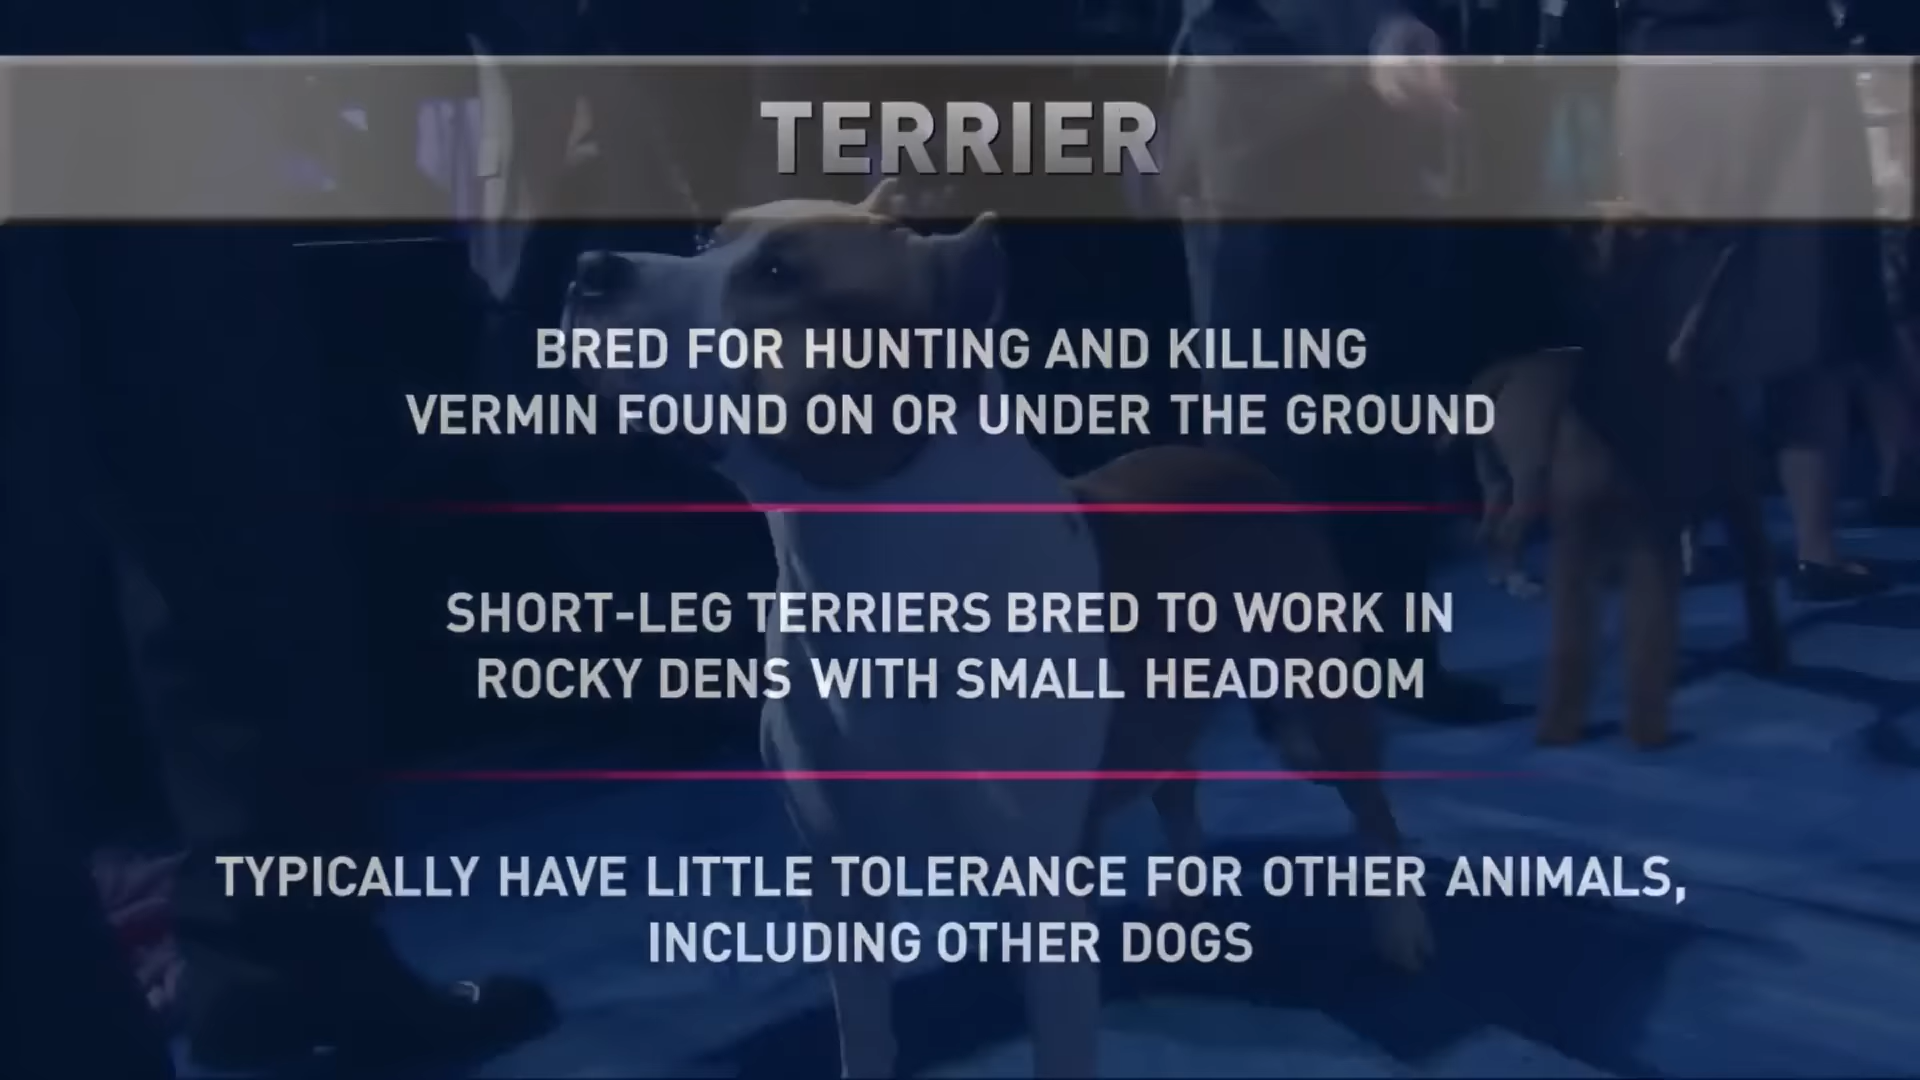 TERRIER
BRED FOR HUNTING AND KILLING
VERMIN FOUND ON OR UNDER THE GROUND
SHORT-LEG TERRIERS BRED TO WORK IN
ROCKY DENS WITH SMALL HEADROOM
TYPICALLY HAVE LITTLE TOLERANCE FOR OTHER ANIMALS,
INCLUDING OTHER DOGS